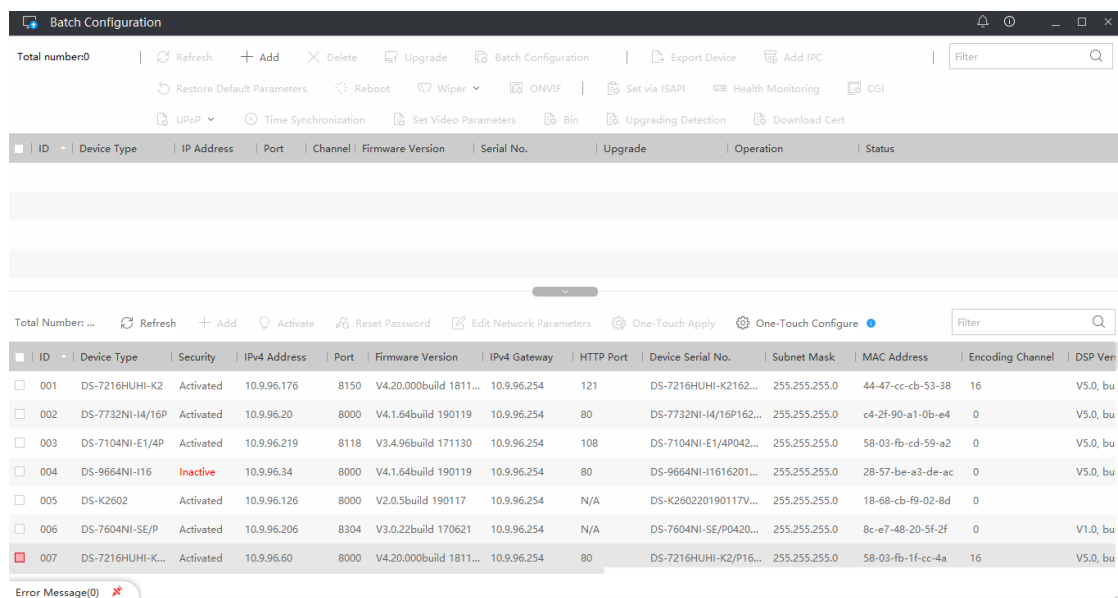 Batch Configuration
Total number:0 Refresh Add Delete Upgrade Batch Configuration Export Device Add IPC Filter
Restore Default Parameters Reboot Wiper ONVIF Set via ISAPI Health Monitoring CGI
UPnP Time Synchronization Set Video Parameters Bin Upgrading Detection Download Cert
ID Device Type IP Address Port Channel Firmware Version Serial No. Upgrade Operation Status
Total Number: ... Refresh Add Activate Reset Password Edit Network Parameters One-Touch Apply One-Touch Configure Filter
ID Device Type Security IPv4 Address Port Firmware Version IPv4 Gateway HTTP Port Device Serial No. Subnet Mask MAC Address Encoding Channel DSP Ver
001 DS-7216HUHI-K2 Activated 10.9.96.176 8150 V4.20.000build 1811... 10.9.96.254 121 DS-7216HUHI-K2162... 255.255.255.0 44-47-cc-cb-53-38 16 V5.0, bu
002 DS-7732NI-I4/16P Activated 10.9.96.20 8000 V4.1.64build 190119 10.9.96.254 80 DS-7732NI-I4/16P162... 255.255.255.0 c4-2f-90-a1-0b-e4 0 V5.0, bu
003 DS-7104NI-E1/4P Activated 10.9.96.219 8118 V3.4.96build 171130 10.9.96.254 108 DS-7104NI-E1/4P042... 255.255.255.0 58-03-fb-cd-59-a2 0 V5.0, bu
004 DS-9664NI-I16 Inactive 10.9.96.34 8000 V4.1.64build 190119 10.9.96.254 80 DS-9664NI-I1616201... 255.255.255.0 28-57-be-a3-de-ac 0 V5.0, bu
005 DS-K2602 Activated 10.9.96.126 8000 V2.0.5build 190117 10.9.96.254 N/A DS-K260220190117V... 255.255.255.0 18-68-cb-f9-02-8d 0
006 DS-7604NI-SE/P Activated 10.9.96.206 8304 V3.0.22build 170621 10.9.96.254 N/A DS-7604NI-SE/P0420... 255.255.255.0 8c-e7-48-20-5f-2f 0 V1.0, bu
007 DS-7216HUHI-K... Activated 10.9.96.60 8000 V4.20.000build 1811... 10.9.96.254 80 DS-7216HUHI-K2/P16... 255.255.255.0 58-03-fb-1f-cc-4a 16 V5.0, bu
Error Message(0)